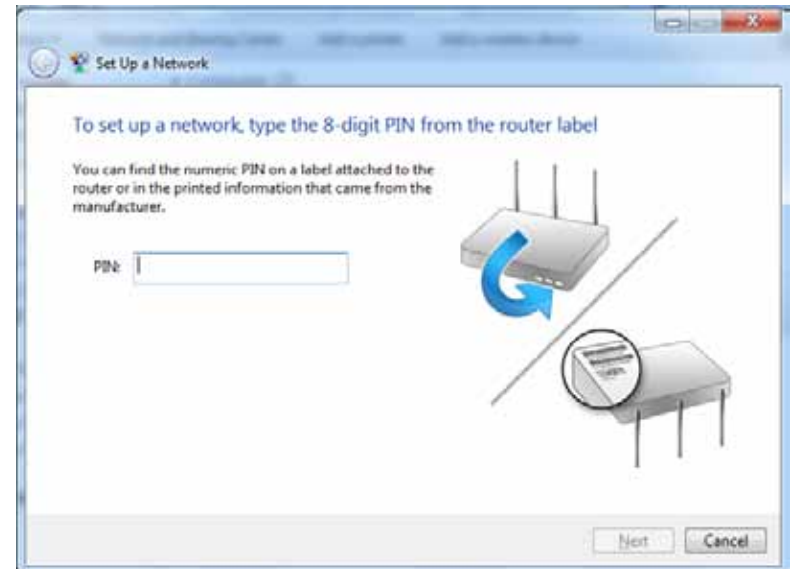 Set Up a Network
To set up a network, type the 8-digit PIN from the router label
You can find the numeric PIN on a label attached to the
router or in the printed information that came from the
manufacturer.
PIN:
Next
Cancel